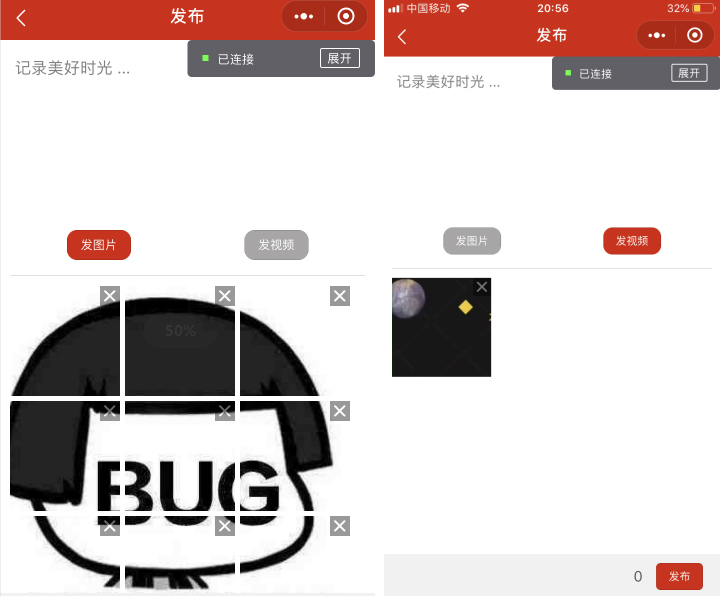 发布
已连接
展开
记录美好时光 ...
发图片
发视频
50%
BUG
中国移动
20:56
32%
发布
已连接
展开
记录美好时光 ...
发图片
发视频
0
发布